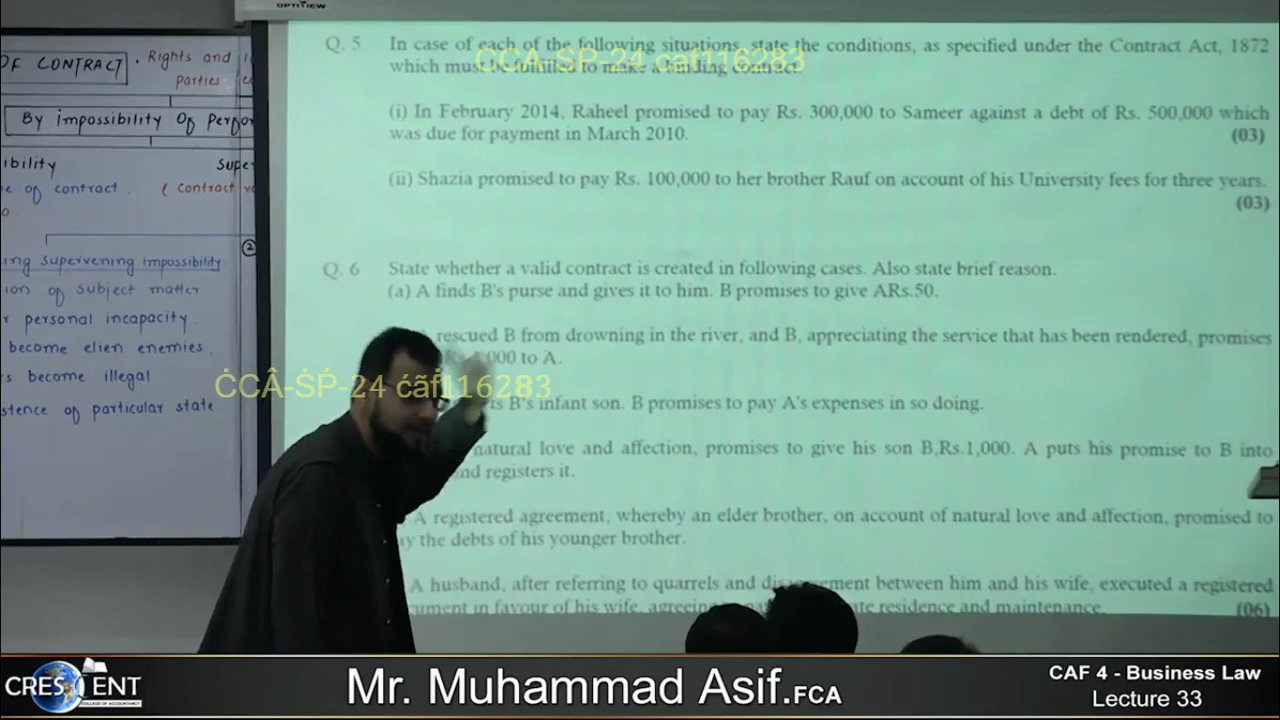 OPTIVIEW
OF CONTRACT
Rights and
Parties
By impossibility Of
ibility
Supe
e of contract.
( contract
ing supervening impossibility
②
ion of subject matter
r personal incapacity.
become elien enemies.
s become illegal
stence of particular state
Q. 5 In case of each of the following situations, state the conditions, as specified under the Contract Act, 1872
which must be fulfilled to make a binding contract.
CCA-SP-24 caf116283
(i) In February 2014, Raheel promised to pay Rs. 300,000 to Sameer against a debt of Rs. 500,000 which
was due for payment in March 2010. (03)
(ii) Shazia promised to pay Rs. 100,000 to her brother Rauf on account of his University fees for three years.
(03)
Q. 6 State whether a valid contract is created in following cases. Also state brief reason.
(a) A finds B's purse and gives it to him. B promises to give ARs.50.
rescued B from drowning in the river, and B, appreciating the service that has been rendered, promises
000 to A.
ĊCÂ-ṠṔ-24 ćãḟ116283
ts B's infant son. B promises to pay A's expenses in so doing.
natural love and affection, promises to give his son B,Rs.1,000. A puts his promise to B into
nd registers it.
A registered agreement, whereby an elder brother, on account of natural love and affection, promised to
y the debts of his younger brother.
A husband, after referring to quarrels and disagreement between him and his wife, executed a registered
ument in favour of his wife, agreeing te residence and maintenance. (06)
CRESCENT
COLLEGE OF ACCOUNTANCY
Mr. Muhammad Asif.FCA
CAF 4 - Business Law
Lecture 33